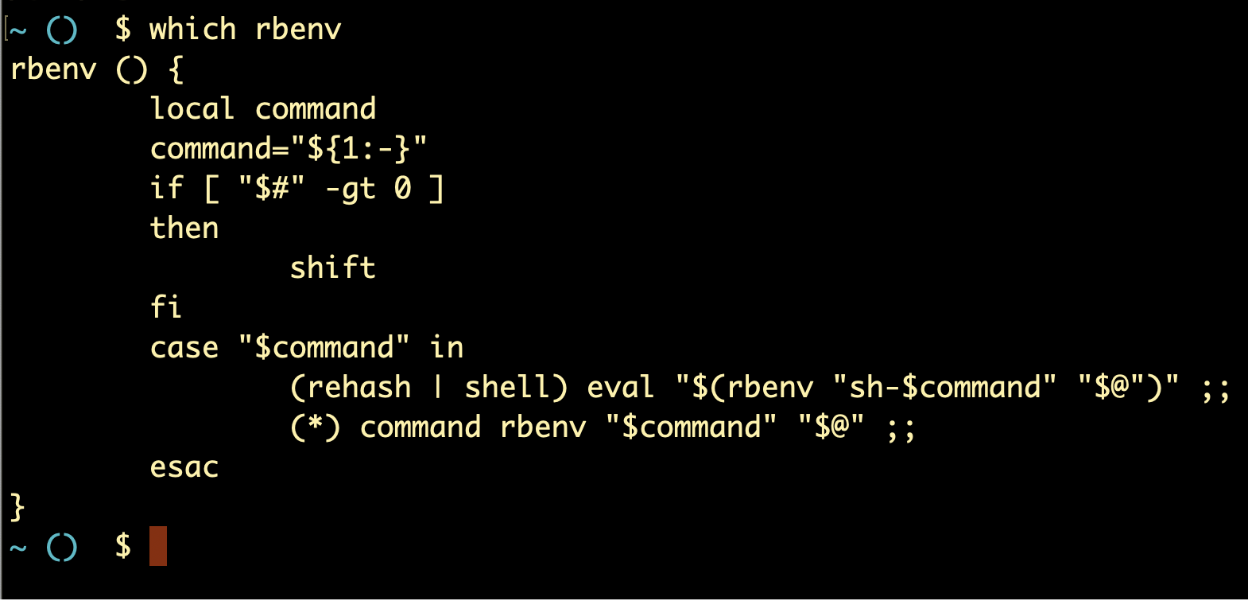 ~ ()  $ which rbenv
rbenv () {
        local command
        command="${1:-}"
        if [ "$#" -gt 0 ]
        then
                shift
        fi
        case "$command" in
                (rehash | shell) eval "$(rbenv "sh-$command" "$@")" ;;
                (*) command rbenv "$command" "$@" ;;
        esac
}
~ ()  $